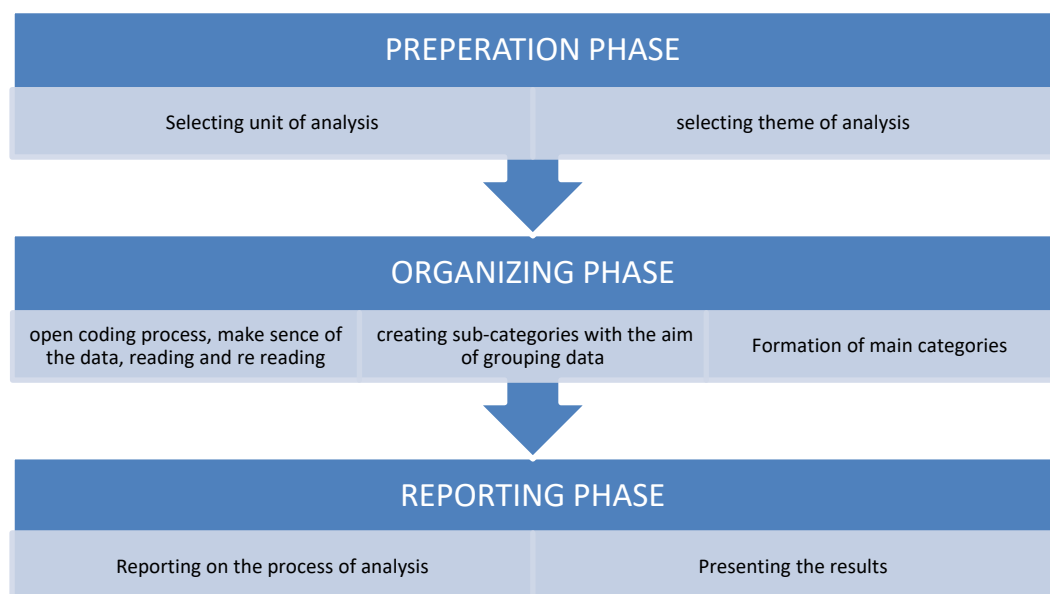 PREPERATION PHASE
Selecting unit of analysis
selecting theme of analysis
ORGANIZING PHASE
open coding process, make sence of
the data, reading and re reading
creating sub-categories with the aim
of grouping data
Formation of main categories
REPORTING PHASE
Reporting on the process of analysis
Presenting the results